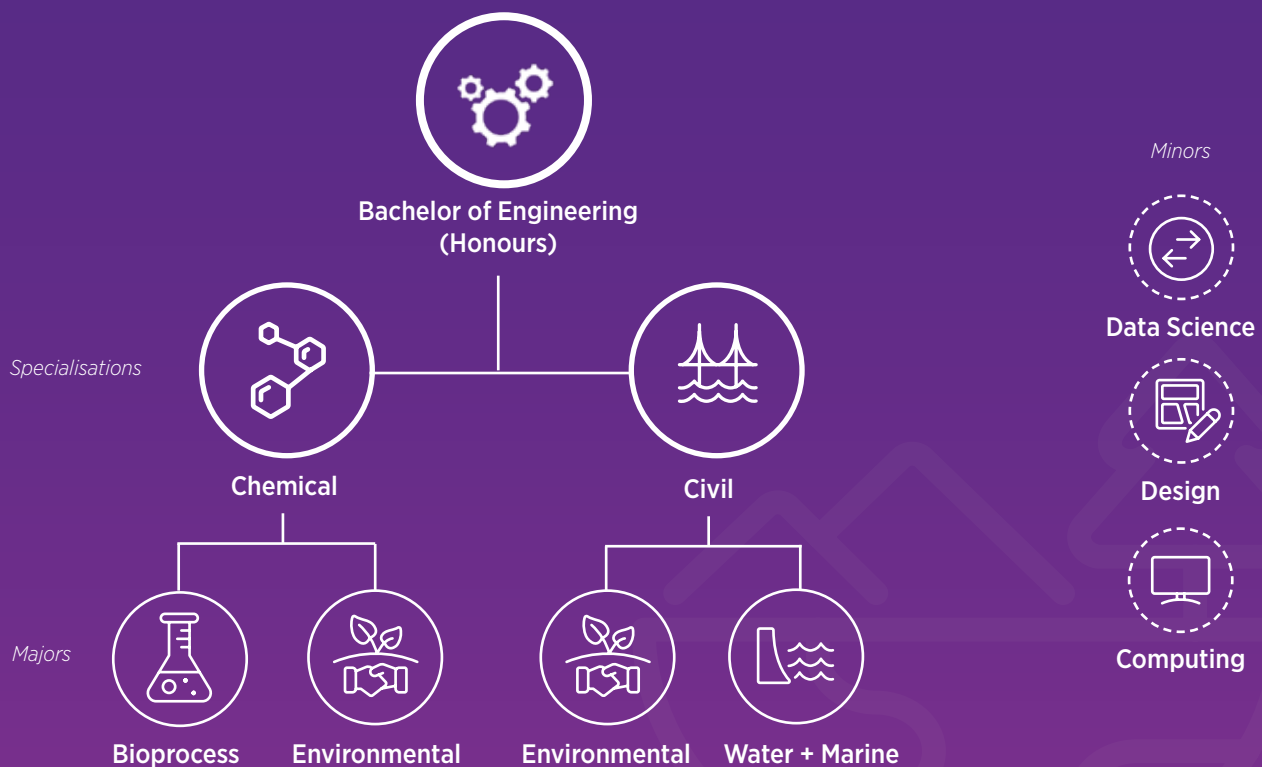 Bachelor of Engineering
(Honours)
Minors
Data Science
Specialisations
Chemical
Civil
Design
Majors
Computing
Bioprocess
Environmental
Environmental
Water + Marine